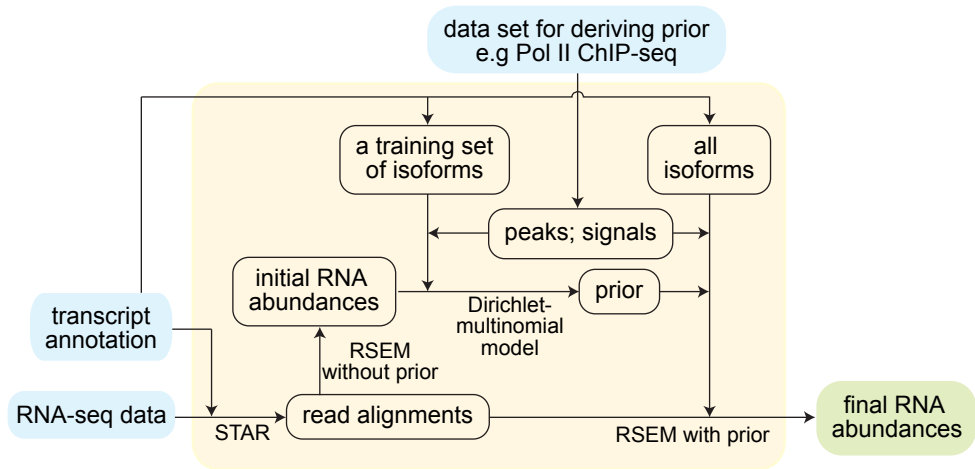 data set for deriving prior
e.g Pol II ChIP-seq
a training set
of isoforms
all
isoforms
peaks; signals
initial RNA
abundances
prior
Dirichlet-
multinomial
model
transcript
annotation
RSEM
without prior
RNA-seq data
STAR
read alignments
RSEM with prior
final RNA
abundances